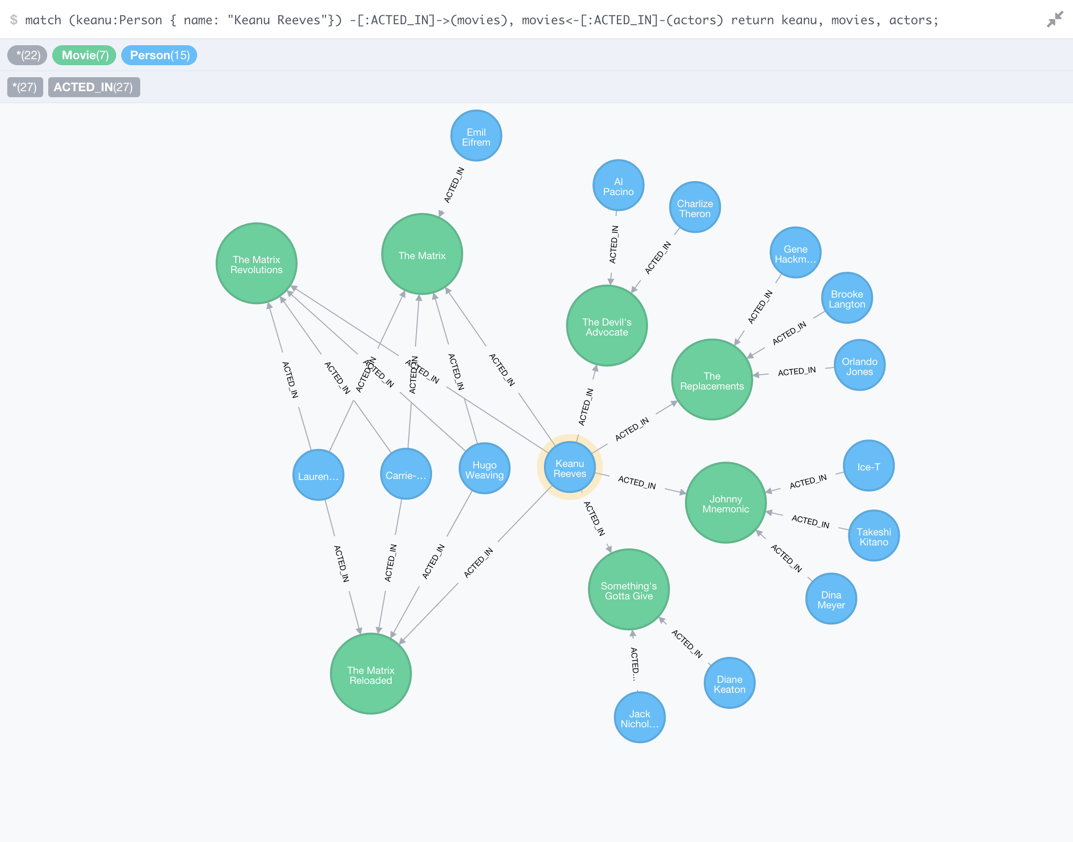 $ match (keanu:Person { name: "Keanu Reeves"}) -[:ACTED_IN]->(movies), movies<-[:ACTED_IN]-(actors) return keanu, movies, actors;
*(22) Movie(7) Person(15)
*(27) ACTED_IN(27)
Emil
Eifrem
ACTED_IN
Al
Pacino
Charlize
Theron
ACTED_IN
ACTED_IN
The Matrix
Revolutions
The Matrix
Gene
Hackm...
Brooke
Langton
ACTED_IN
ACTED_IN
The Devil's
Advocate
Orlando
Jones
ACTED_IN
The
Replacements
ACTED_IN
ACTED_IN
ACTED_IN
ACTED_IN
ACTED_IN
ACTED_IN
ACTED_IN
ACTED_IN
ACTED_IN
ACTED_IN
Lauren...
Carrie-...
Hugo
Weaving
Keanu
Reeves
ACTED_IN
Ice-T
ACTED_IN
Johnny
Mnemonic
ACTED_IN
Takeshi
Kitano
ACTED_IN
ACTED_IN
Dina
Meyer
ACTED_IN
ACTED_IN
ACTED_IN
ACTED_IN
Something's
Gotta Give
ACTED_IN
ACTED...
The Matrix
Reloaded
Diane
Keaton
Jack
Nichol...